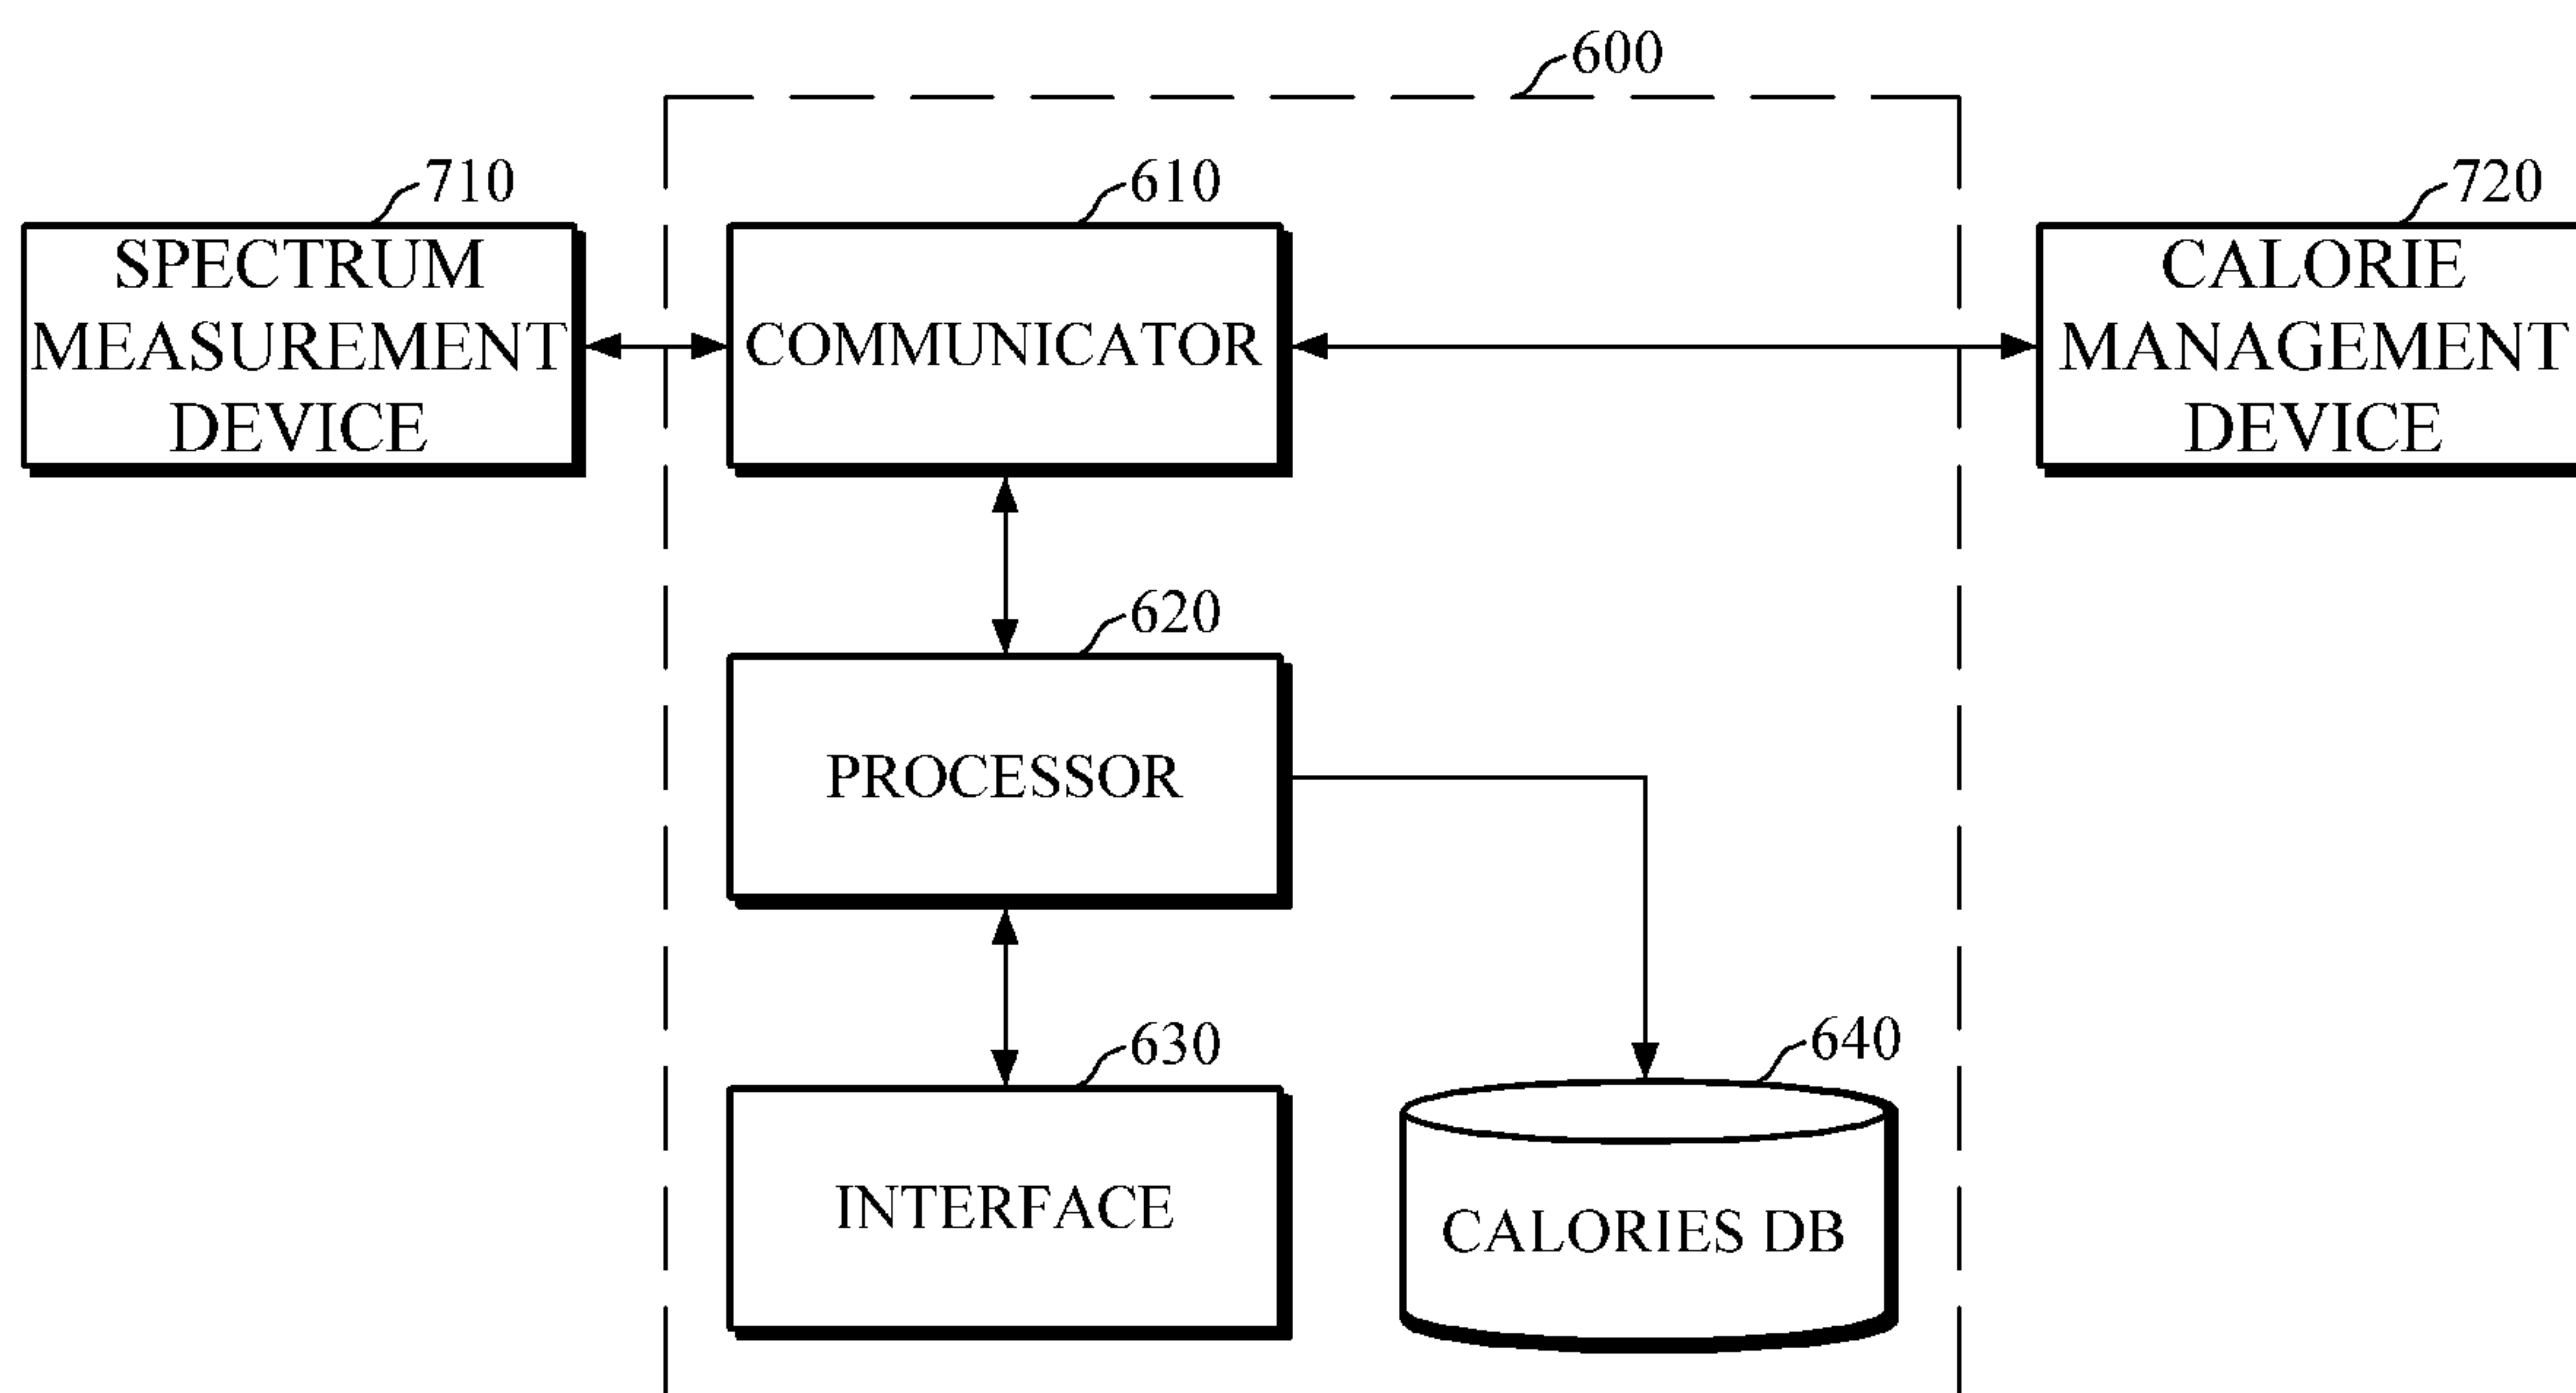 600
710
610
720
SPECTRUM
MEASUREMENT
DEVICE
COMMUNICATOR
CALORIE
MANAGEMENT
DEVICE
620
PROCESSOR
630
640
INTERFACE
CALORIES DB